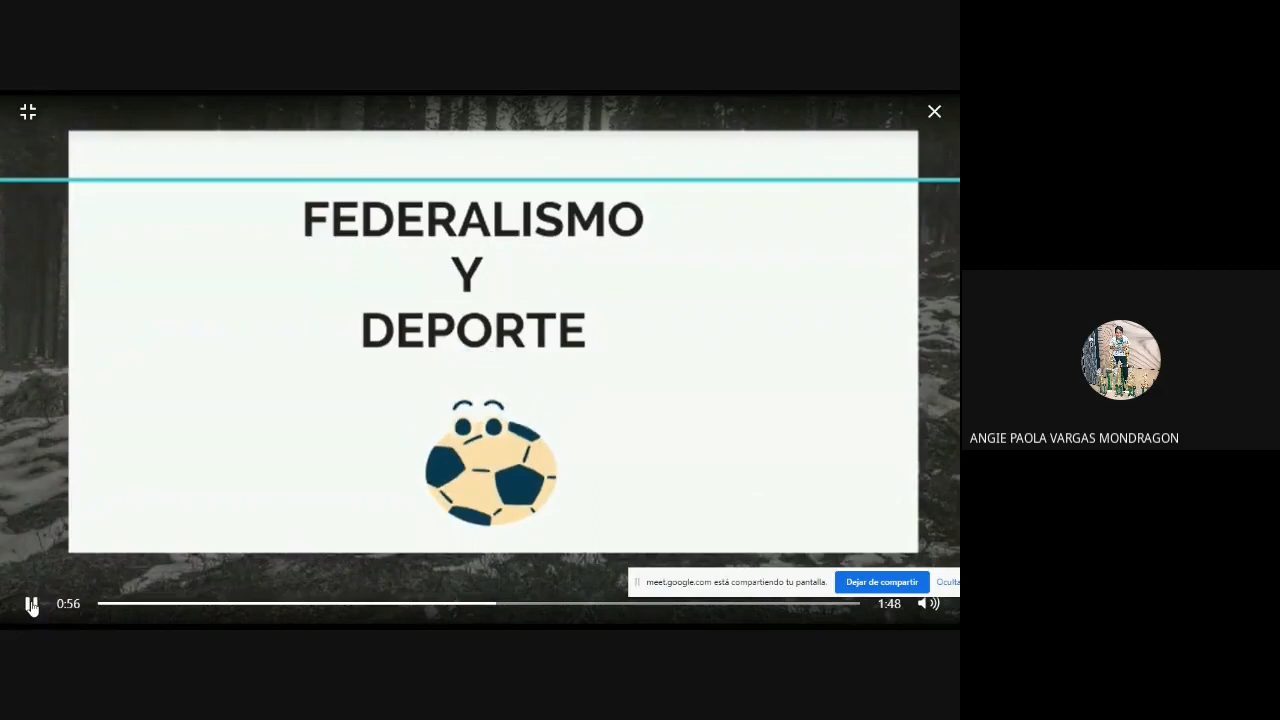 FEDERALISMO
Y
DEPORTE
meet.google.com está compartiendo tu pantalla.
Dejar de compartir
0:56
1:48
ANGIE PAOLA VARGAS MONDRAGON